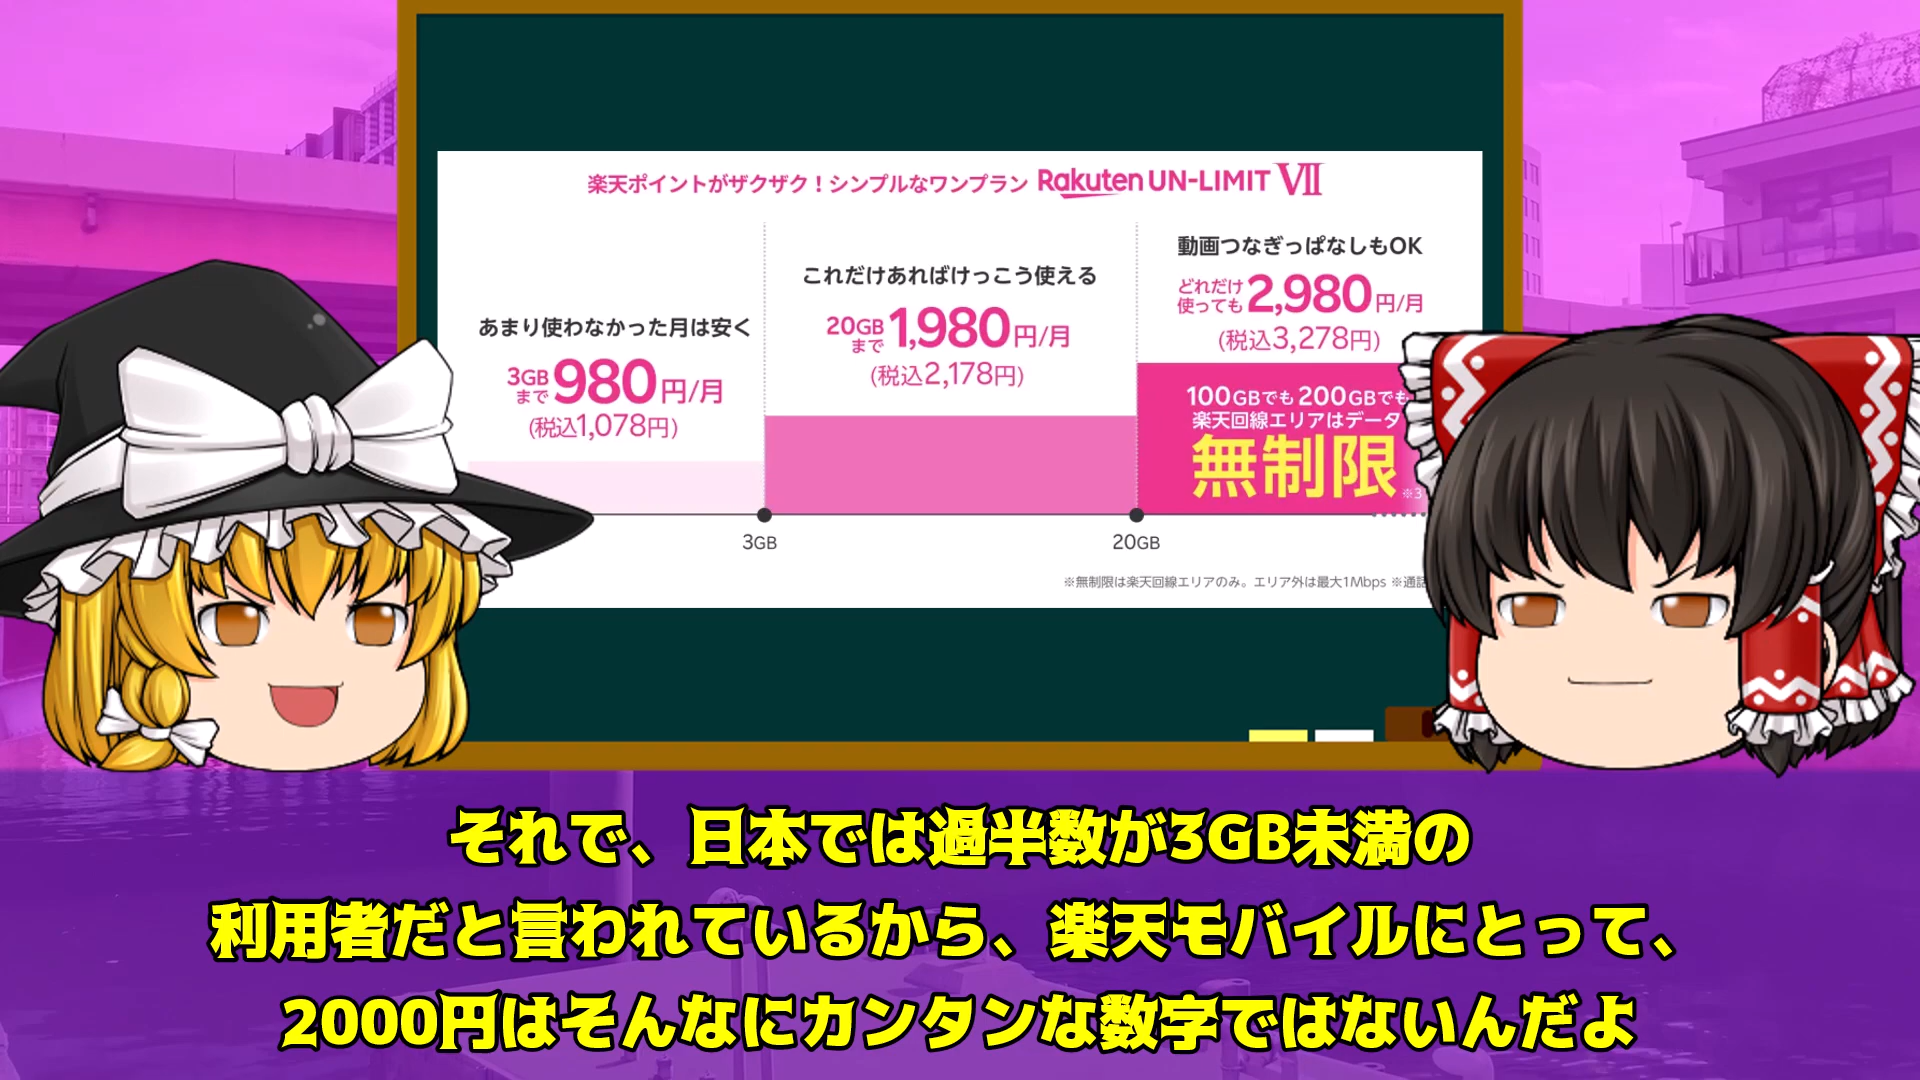 楽天ポイントがザクザク！シンプルなワンプラン Rakuten UN-LIMIT VII
あまり使わなかった月は安く
3GBまで 980円/月
(税込1,078円)
これだけあればけっこう使える
20GBまで 1,980円/月
(税込2,178円)
動画つなぎっぱなしもOK
どれだけ使っても 2,980円/月
(税込3,278円)
100GBでも200GBでも
楽天回線エリアはデータ
無制限 ※3
3GB
20GB
※無制限は楽天回線エリアのみ。エリア外は最大1Mbps ※通話
それで、日本では過半数が3GB未満の
利用者だと言われているから、楽天モバイルにとって、
2000円はそんなにカンタンな数字ではないんだよ